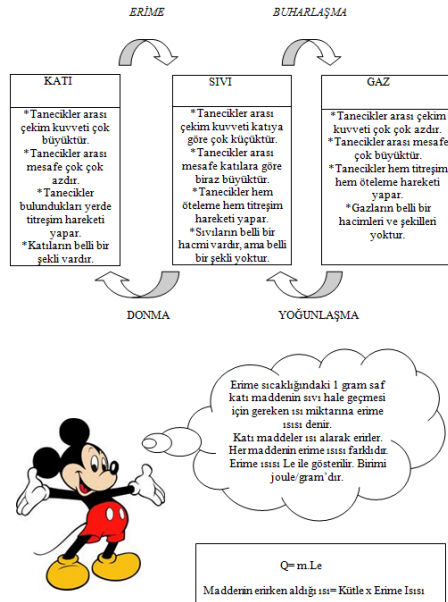 ERİME
BUHARLAŞMA
KATI
*Tanecikler arası
çekim kuvveti çok
büyüktür.
*Tanecikler arası
mesafe çok çok
azdır.
*Tanecikler
bulundukları yerde
titreşim hareketi
yapar.
*Katıların belli bir
şekli vardır.
SIVI
*Tanecikler arası
çekim kuvveti katıya
göre çok küçüktür.
*Tanecikler arası
mesafe katılara göre
biraz büyüktür.
*Tanecikler hem
öteleme hem titreşim
hareketi yapar.
*Sıvıların belli bir
hacmi vardır, ama belli
bir şekli yoktur.
GAZ
*Tanecikler arası çekim
kuvveti çok çok azdır.
*Tanecikler arası mesafe
çok büyüktür.
*Tanecikler hem titreşim
hem öteleme hareketi
yapar.
*Gazların belli bir
hacimleri ve şekilleri
yoktur.
DONMA
YOĞUNLAŞMA
Erime sıcaklığındaki 1 gram saf
katı maddenin sıvı hale geçmesi
için gereken ısı miktarına erime
ısısı denir.
Katı maddeler ısı alarak erirler.
Her maddenin erime ısısı farklıdır.
Erime ısısı Le ile gösterilir. Birimi
joule/gram'dır.
Q= m.Le
Maddenin erirken aldığı ısı= Kütle x Erime Isısı